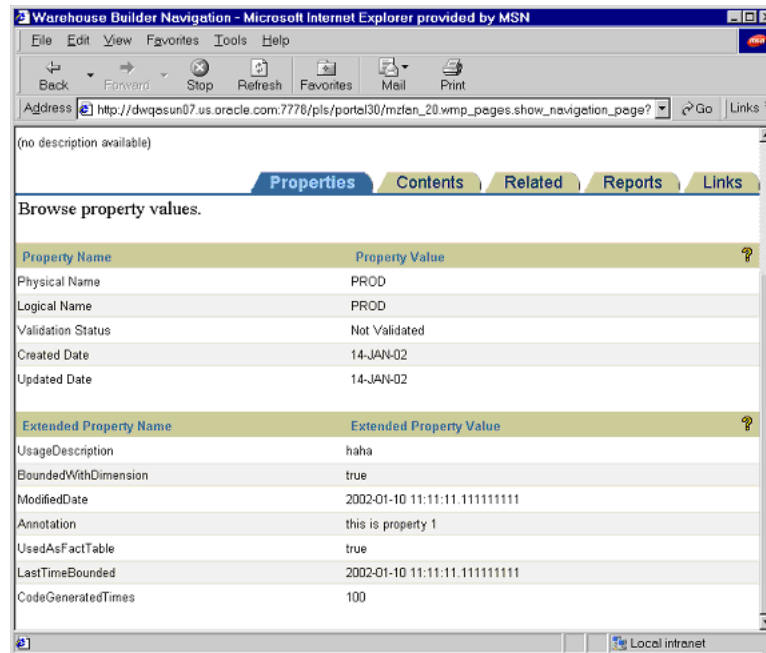 Warehouse Builder Navigation - Microsoft Internet Explorer provided by MSN
File Edit View Favorites Tools Help
Back Forward Stop Refresh Favorites Mail Print
Address http://dwqasun07.us.oracle.com:7778/pls/portal30/mzfan_20.wmp_pages.show_navigation_page? Go Links
(no description available)
Properties Contents Related Reports Links
Browse property values.
Property Name Property Value ?
Physical Name PROD
Logical Name PROD
Validation Status Not Validated
Created Date 14-JAN-02
Updated Date 14-JAN-02
Extended Property Name Extended Property Value ?
UsageDescription haha
BoundedWithDimension true
ModifiedDate 2002-01-10 11:11:11.111111111
Annotation this is property 1
UsedAsFactTable true
LastTimeBounded 2002-01-10 11:11:11.111111111
CodeGeneratedTimes 100
Local intranet